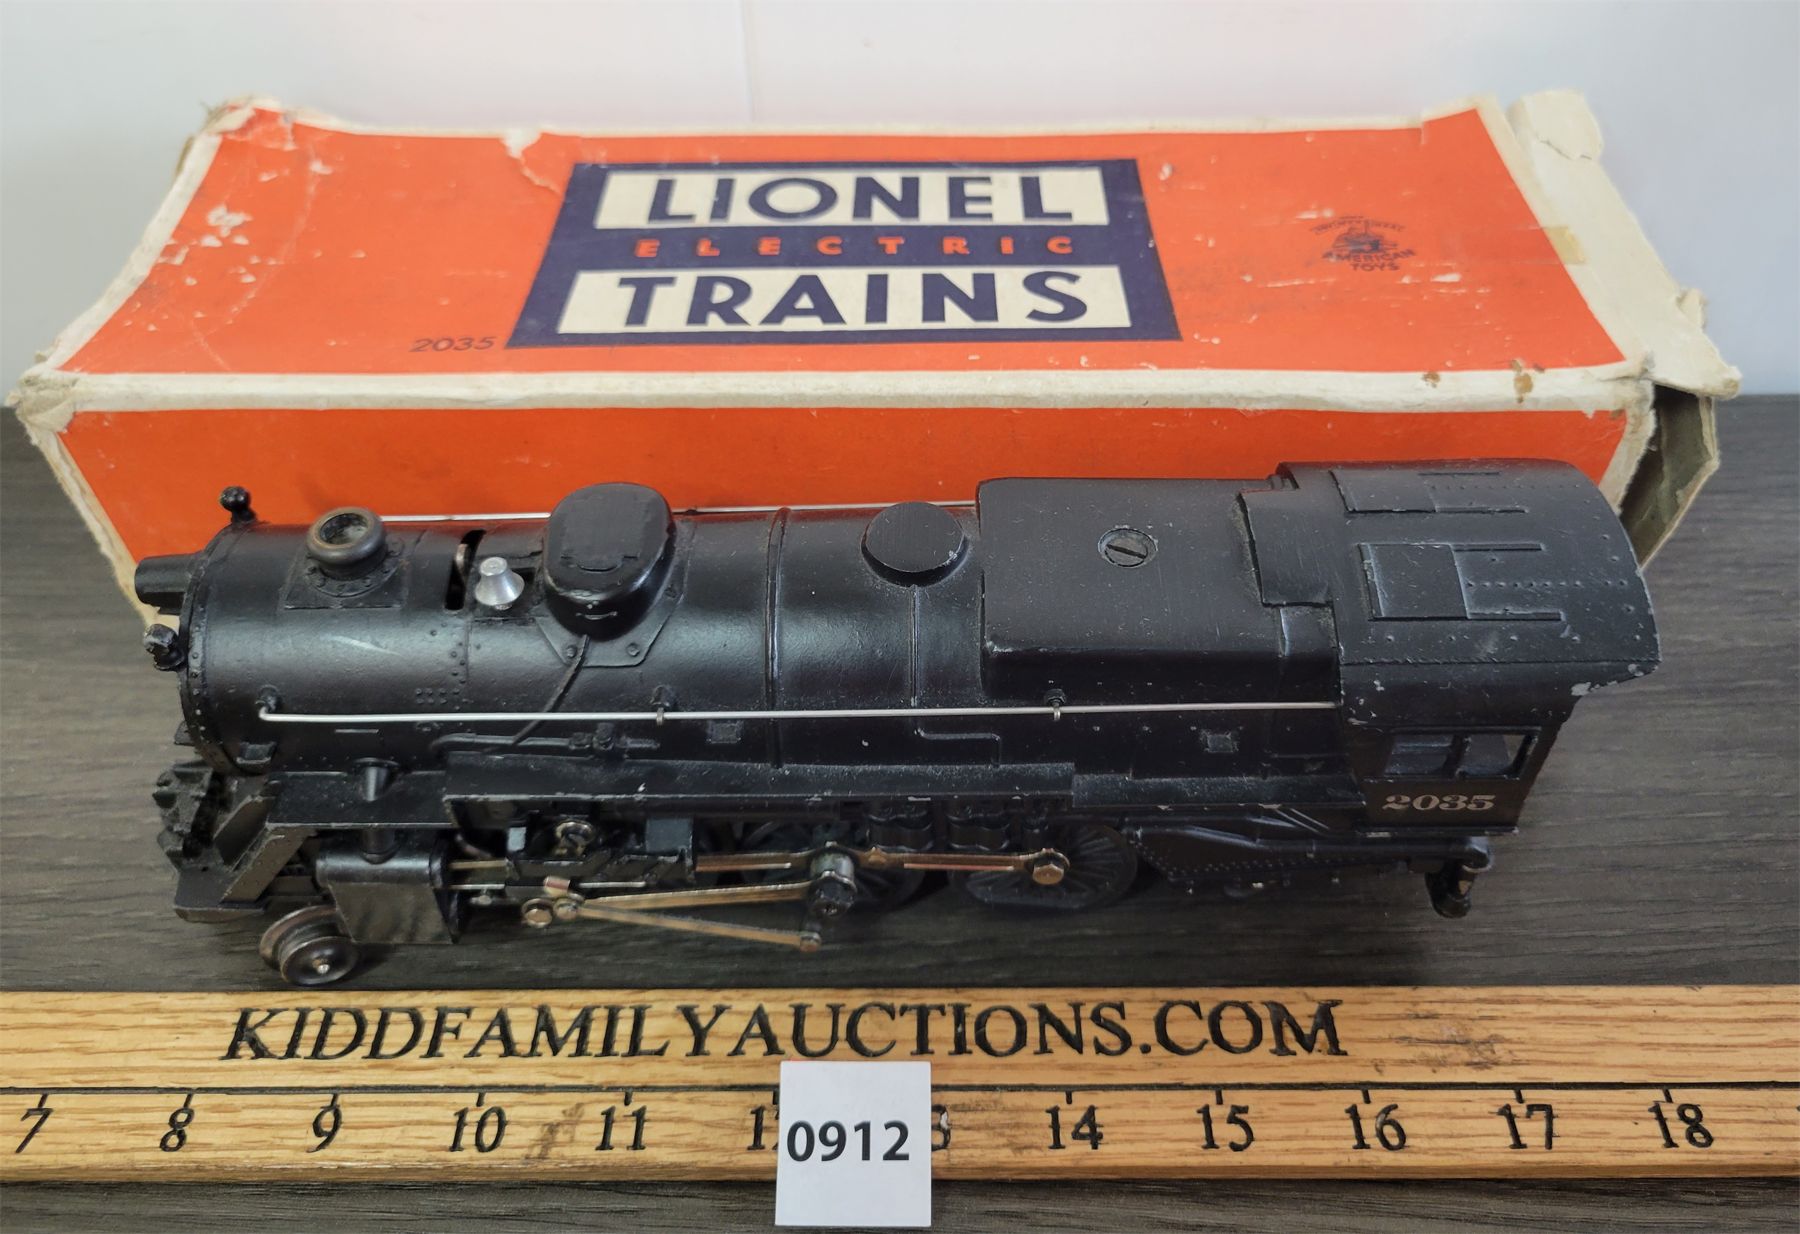 LIONEL
ELECTRIC
TRAINS
2035
AMERICAN
TOYS
2035
KIDDFAMILYAUCTIONS.COM
7 8 9 10 11 14 15 16 17 18
0912